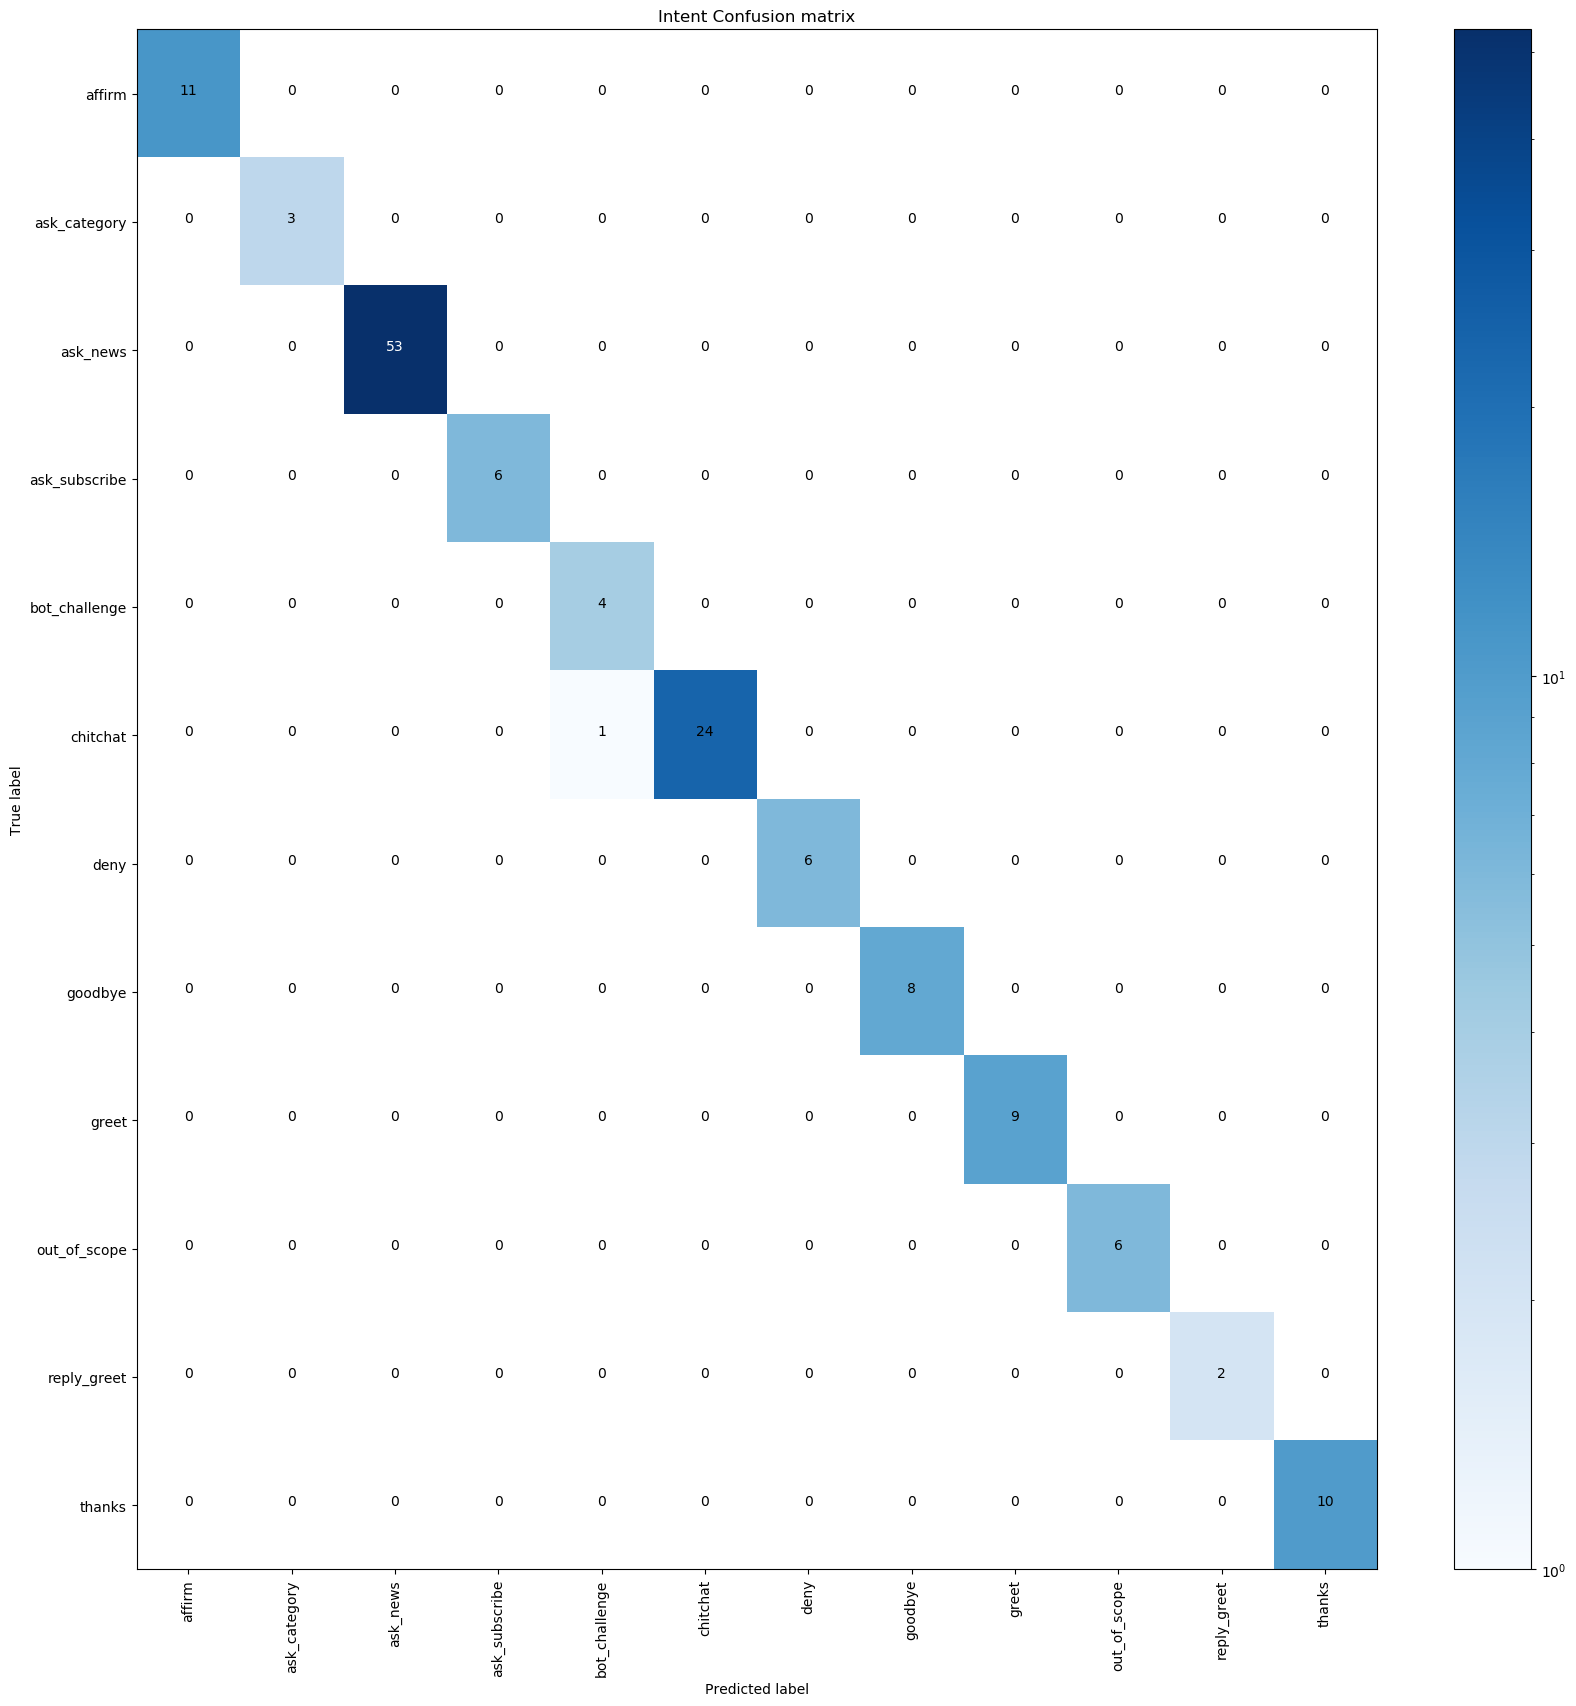 Intent Confusion matrix
affirm 11 0 0 0 0 0 0 0 0 0 0 0
ask_category 0 3 0 0 0 0 0 0 0 0 0 0
ask_news 0 0 53 0 0 0 0 0 0 0 0 0
ask_subscribe 0 0 0 6 0 0 0 0 0 0 0 0
bot_challenge 0 0 0 0 4 0 0 0 0 0 0 0
10¹
chitchat 0 0 0 0 1 24 0 0 0 0 0 0
True label
deny 0 0 0 0 0 0 6 0 0 0 0 0
goodbye 0 0 0 0 0 0 0 8 0 0 0 0
greet 0 0 0 0 0 0 0 0 9 0 0 0
out_of_scope 0 0 0 0 0 0 0 0 0 6 0 0
reply_greet 0 0 0 0 0 0 0 0 0 0 2 0
thanks 0 0 0 0 0 0 0 0 0 0 0 10
10⁰
affirm
ask_category
ask_news
ask_subscribe
bot_challenge
chitchat
deny
goodbye
greet
out_of_scope
reply_greet
thanks
Predicted label